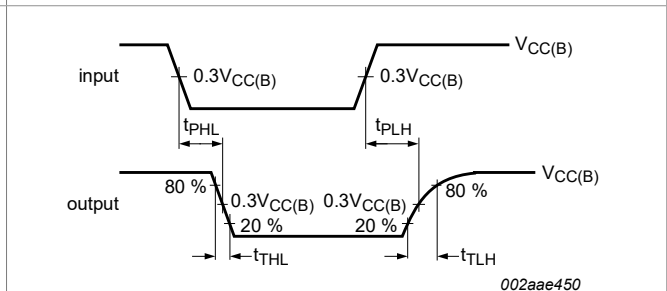 VCC(B)
input 0.3VCC(B) 0.3VCC(B)
tPHL tPLH
VCC(B)
80 % 80 %
output 0.3VCC(B) 0.3VCC(B)
20 % 20 %
tTHL tTLH
002aae450